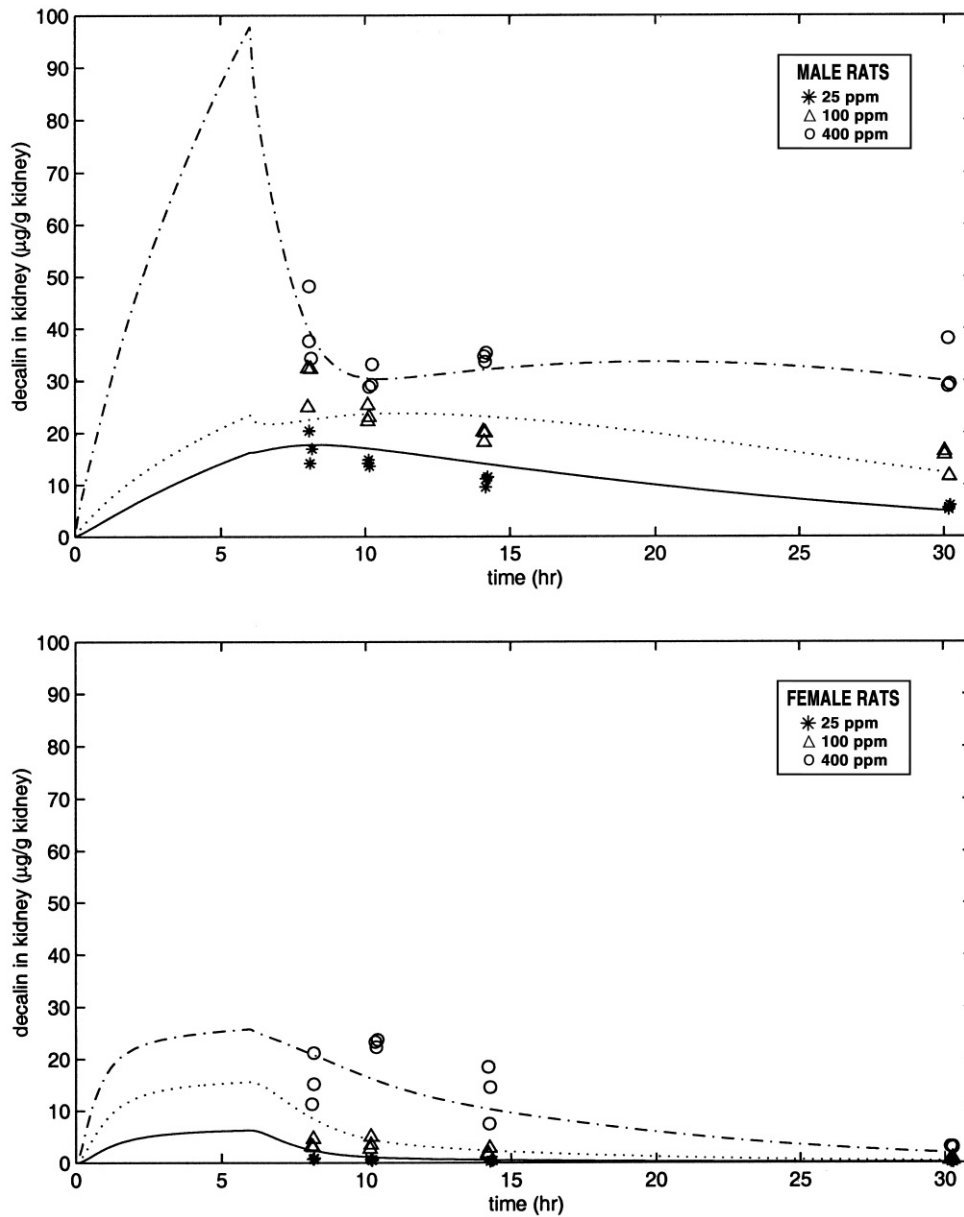 100
90
80
70
60
50
40
30
20
10
0
decalin in kidney (μg/g kidney)
MALE RATS
✳ 25 ppm
△ 100 ppm
○ 400 ppm
0 5 10 15 20 25 30
time (hr)
100
90
80
70
60
50
40
30
20
10
0
decalin in kidney (μg/g kidney)
FEMALE RATS
✳ 25 ppm
△ 100 ppm
○ 400 ppm
0 5 10 15 20 25 30
time (hr)